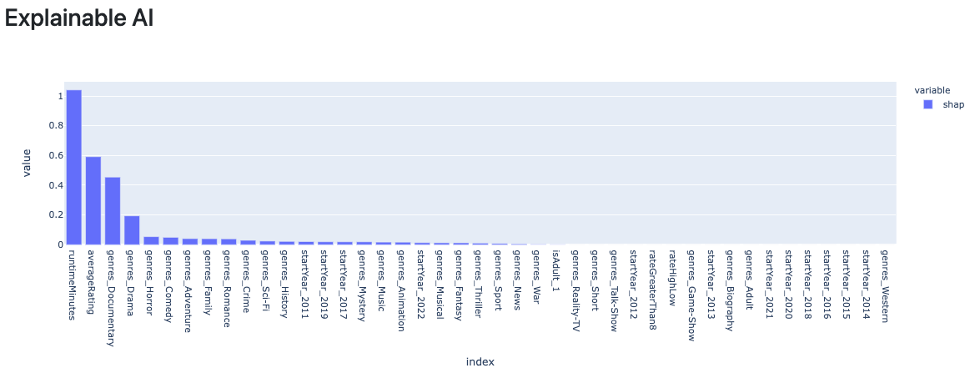 Explainable AI
variable
shap
value
1
0.8
0.6
0.4
0.2
0
runtimeMinutes
averageRating
genres_Documentary
genres_Drama
genres_Horror
genres_Comedy
genres_Adventure
genres_Family
genres_Romance
genres_Crime
genres_Sci-Fi
genres_History
startYear_2011
startYear_2019
startYear_2017
genres_Mystery
genres_Music
genres_Animation
startYear_2022
genres_Musical
genres_Fantasy
genres_Thriller
genres_Sport
genres_News
genres_War
isAdult_1
genres_Reality-TV
genres_Short
genres_Talk-Show
startYear_2012
rateGreaterThan8
rateHighLow
genres_Game-Show
startYear_2013
genres_Biography
genres_Adult
startYear_2021
startYear_2020
startYear_2018
startYear_2016
startYear_2015
startYear_2014
genres_Western
index